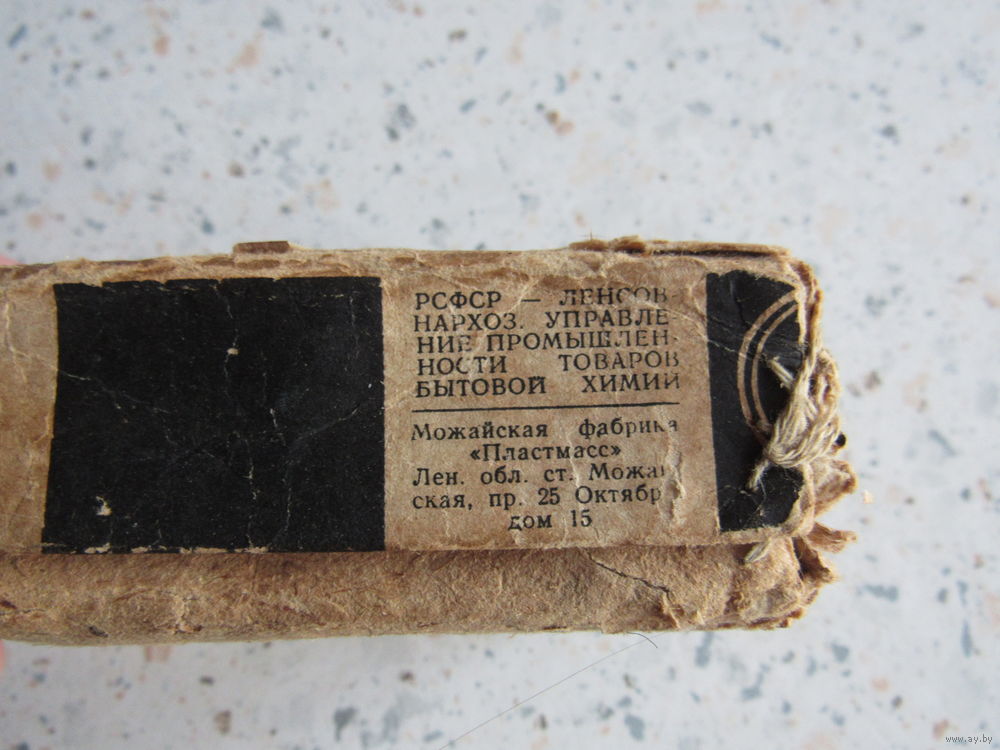 РСФСР — ЛЕНСОВ-
НАРХОЗ. УПРАВЛЕ
НИЕ ПРОМЫШЛЕН-
НОСТИ ТОВАРОВ
БЫТОВОЙ ХИМИИ
Можайская фабрика
«Пластмасс»
Лен. обл. ст. Можай
ская, пр. 25 Октябр
дом 15
www.ay.by